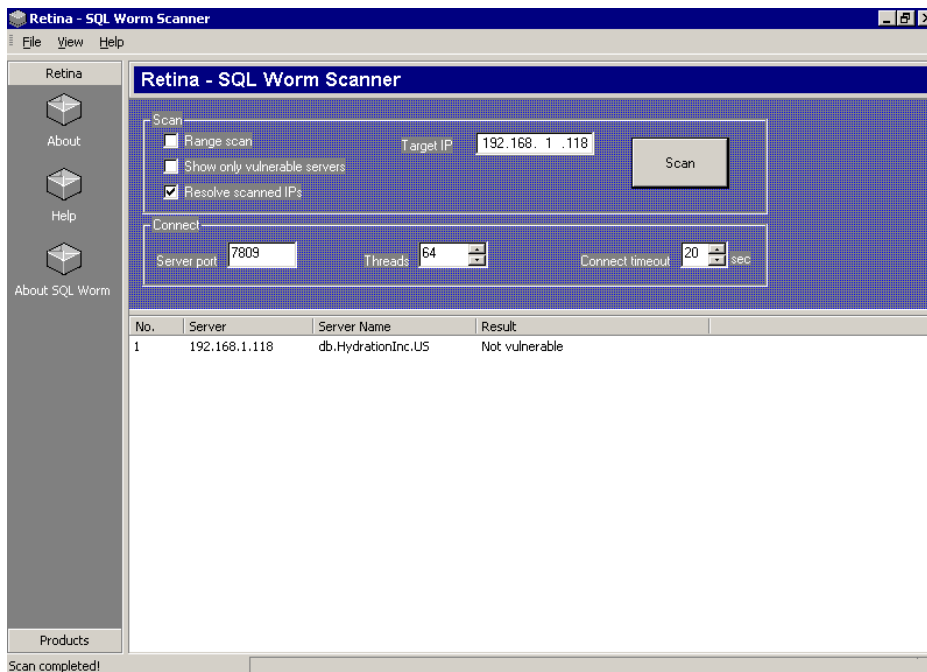 Retina - SQL Worm Scanner
File View Help
Retina
About
Help
About SQL Worm
Products
Retina - SQL Worm Scanner
Scan
Range scan
Show only vulnerable servers
Resolve scanned IPs
Target IP 192.168. 1 .118
Scan
Connect
Server port 7809 Threads 64 Connect timeout 20 sec
No. Server Server Name Result
1 192.168.1.118 db.HydrationInc.US Not vulnerable
Scan completed!